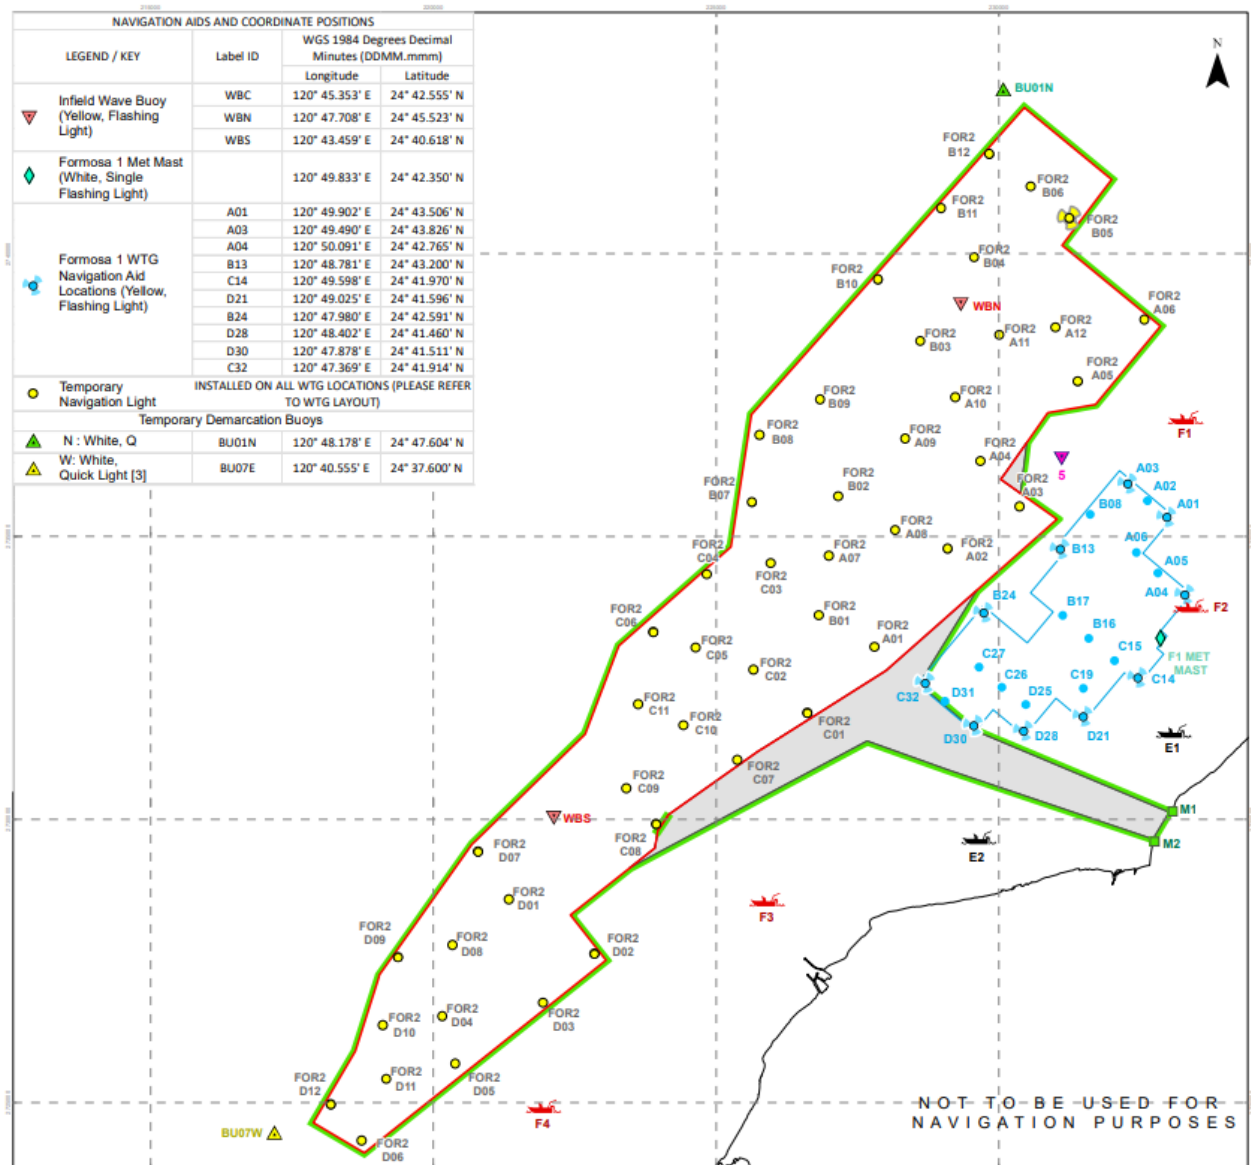 NAVIGATION AIDS AND COORDINATE POSITIONS
LEGEND / KEY
Label ID
WGS 1984 Degrees Decimal
Minutes (DDMM.mmm)
Longitude Latitude
Infield Wave Buoy
(Yellow, Flashing
Light)
WBC 120° 45.353' E 24° 42.555' N
WBN 120° 47.708' E 24° 45.523' N
WBS 120° 43.459' E 24° 40.618' N
Formosa 1 Met Mast
(White, Single
Flashing Light)
120° 49.833' E 24° 42.350' N
Formosa 1 WTG
Navigation Aid
Locations (Yellow,
Flashing Light)
A01 120° 49.902' E 24° 43.506' N
A03 120° 49.490' E 24° 43.826' N
A04 120° 50.091' E 24° 42.765' N
B13 120° 48.781' E 24° 43.200' N
C14 120° 49.598' E 24° 41.970' N
D21 120° 49.025' E 24° 41.596' N
B24 120° 47.980' E 24° 42.591' N
D28 120° 48.402' E 24° 41.460' N
D30 120° 47.878' E 24° 41.511' N
C32 120° 47.369' E 24° 41.914' N
Temporary
Navigation Light
INSTALLED ON ALL WTG LOCATIONS (PLEASE REFER
TO WTG LAYOUT)
Temporary Demarcation Buoys
N : White, Q BU01N 120° 48.178' E 24° 47.604' N
W: White,
Quick Light [3]
BU07E 120° 40.555' E 24° 37.600' N
N
BU01N
FOR2
B12
FOR2
B06
FOR2
B11
FOR2
B05
FOR2
B04
FOR2
B10
WBN
FOR2
A06
FOR2
A12
FOR2
A11
FOR2
B03
FOR2
A05
FOR2
B09
FOR2
A10
F1
FOR2
B08
FOR2
A09
FOR2
A04
5
A03
A02
A01
FOR2
B07
FOR2
B02
FOR2
A03
B08
FOR2
A08
FOR2
A02
A06
B13
FOR2
C04
FOR2
C03
FOR2
A07
A05
A04
F2
B24
B17
FOR2
C06
FOR2
B01
FOR2
A01
B16
FOR2
C05
C15
F1 MET
MAST
C27
FOR2
C02
C26
C19
C14
C32
D31
D25
FOR2
C11
FOR2
C10
FOR2
C01
D30
D28
D21
E1
FOR2
C07
FOR2
C09
M1
WBS
M2
FOR2
C08
E2
FOR2
D07
FOR2
D01
F3
FOR2
D09
FOR2
D08
FOR2
D02
FOR2
D04
FOR2
D03
FOR2
D10
FOR2
D12
FOR2
D11
FOR2
D05
F4
BU07W
FOR2
D06
NOT TO BE USED FOR
NAVIGATION PURPOSES